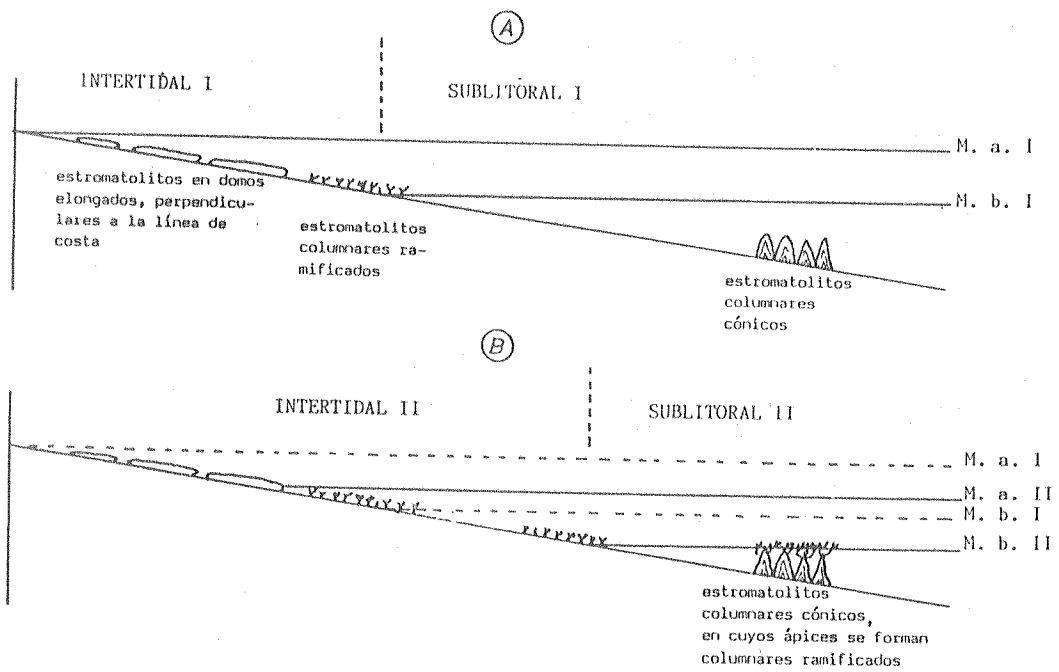 A
INTERTIDAL I
SUBLITORAL I
M. a. I
estromatolitos en domos
elongados, perpendicu-
lares a la línea de
costa
M. b. I
estromatolitos
columnares ra-
mificados
estromatolitos
columnares
cónicos
B
INTERTIDAL II
SUBLITORAL II
M. a. I
M. a. II
M. b. I
M. b. II
estromatolitos
columnares cónicos,
en cuyos ápices se forman
columnares ramificados